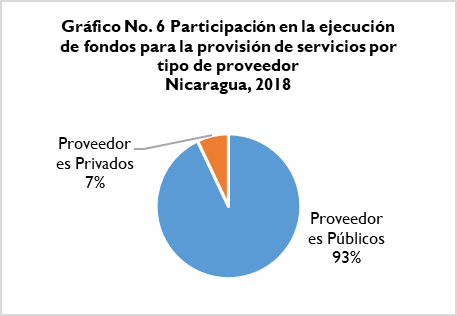 Gráfico No. 6 Participación en la ejecución
de fondos para la provisión de servicios por
tipo de proveedor
Nicaragua, 2018
Proveedor
es Privados
7%
Proveedor
es Públicos
93%